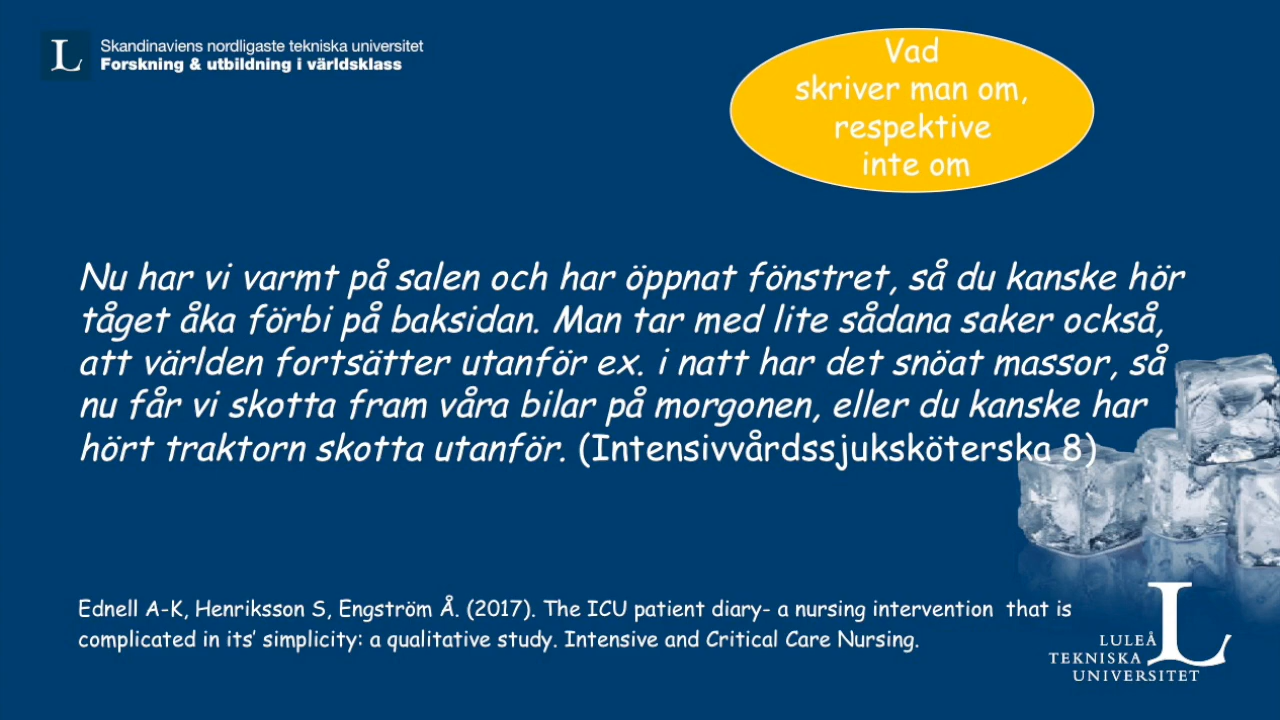 Skandinaviens nordligaste tekniska universitet
Forskning & utbildning i världsklass
Vad
skriver man om,
respektive
inte om
Nu har vi varmt på salen och har öppnat fönstret, så du kanske hör
tåget åka förbi på baksidan. Man tar med lite sådana saker också,
att världen fortsätter utanför ex. i natt har det snöat massor, så
nu får vi skotta fram våra bilar på morgonen, eller du kanske har
hört traktorn skotta utanför. (Intensivvårdssjuksköterska 8)
Ednell A-K, Henriksson S, Engström Å. (2017). The ICU patient diary- a nursing intervention  that is
complicated in its’ simplicity: a qualitative study. Intensive and Critical Care Nursing.
LULEÅ
TEKNISKA
UNIVERSITET